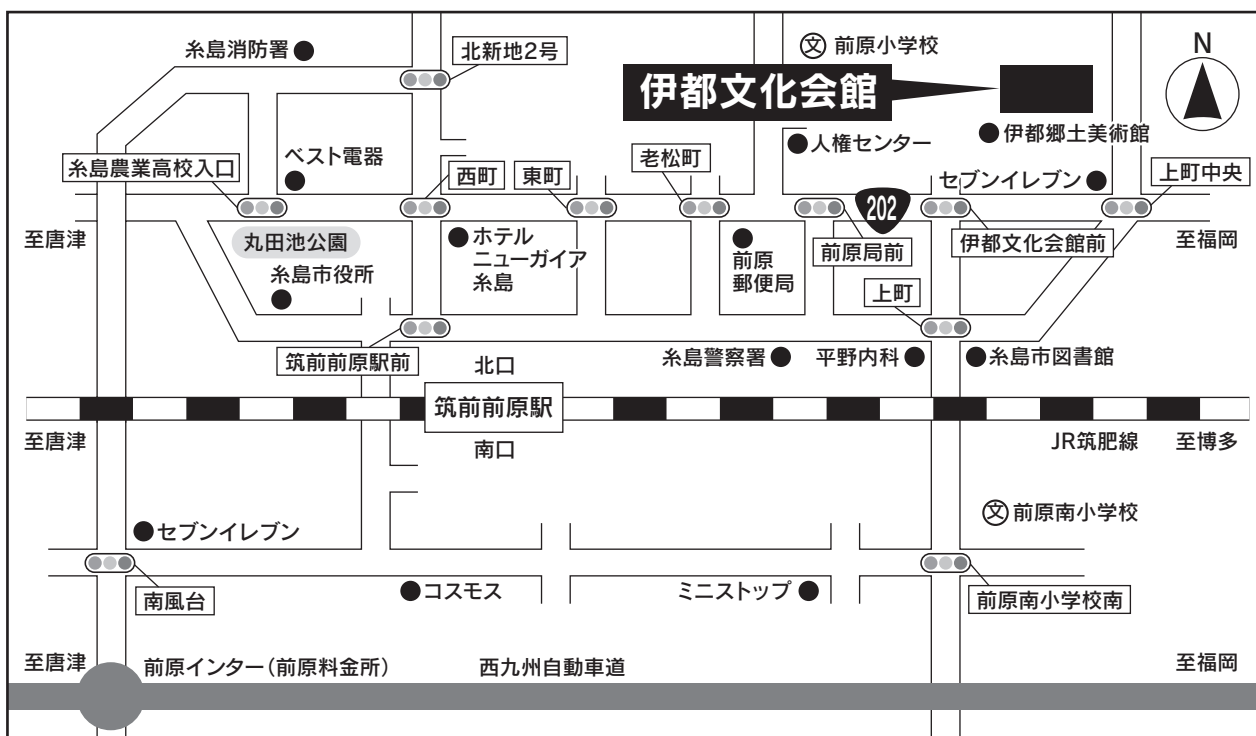 糸島消防署
北新地2号
文 前原小学校
N
伊都文化会館
伊都郷土美術館
人権センター
糸島農業高校入口
ベスト電器
西町
東町
老松町
セブンイレブン
上町中央
202
至唐津
丸田池公園
糸島市役所
ホテル
ニューガイア
糸島
前原
郵便局
前原局前
伊都文化会館前
至福岡
上町
筑前前原駅前
北口
糸島警察署
平野内科
糸島市図書館
筑前前原駅
至唐津
南口
JR筑肥線
至博多
セブンイレブン
文 前原南小学校
南風台
コスモス
ミニストップ
前原南小学校南
至唐津
前原インター（前原料金所）
西九州自動車道
至福岡